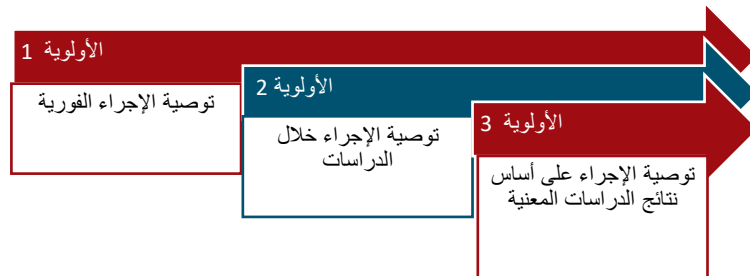 الأولوية 1
توصية الإجراء الفورية
الأولوية 2
توصية الإجراء خلال
الدراسات
الأولوية 3
توصية الإجراء على أساس
نتائج الدراسات المعنية